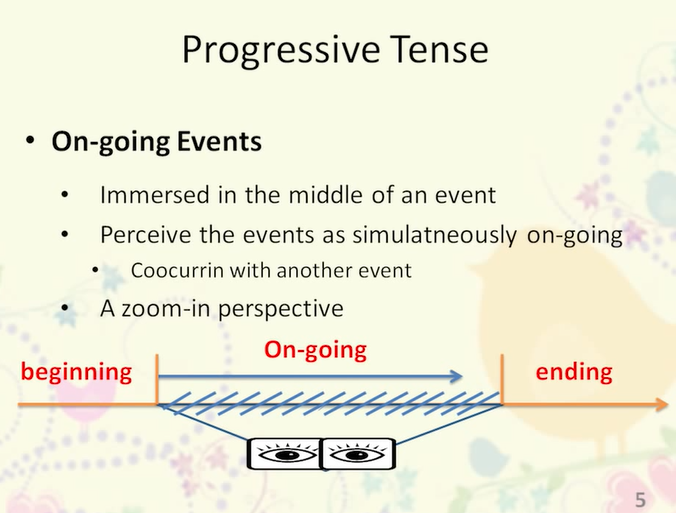 Progressive Tense
• On-going Events
• Immersed in the middle of an event
• Perceive the events as simulatneously on-going
• Coocurrin with another event
• A zoom-in perspective
On-going
beginning
ending
5